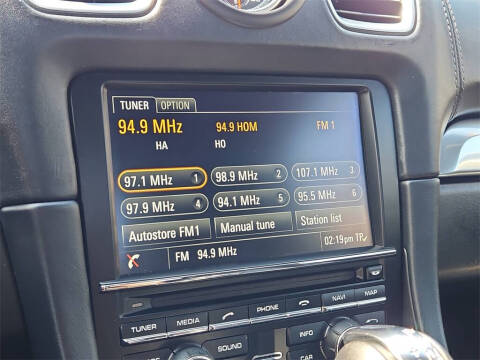 TUNER OPTION
94.9 MHz 94.9 HOM FM 1
HA HO
97.1 MHz 1 98.9 MHz 2 107.1 MHz 3
97.9 MHz 4 94.1 MHz 5 95.5 MHz 6
Autostore FM1 Manual tune Station list
FM 94.9 MHz 02:19pm TP
TUNER MEDIA PHONE NAVI MAP
SOUND INFO
CAR